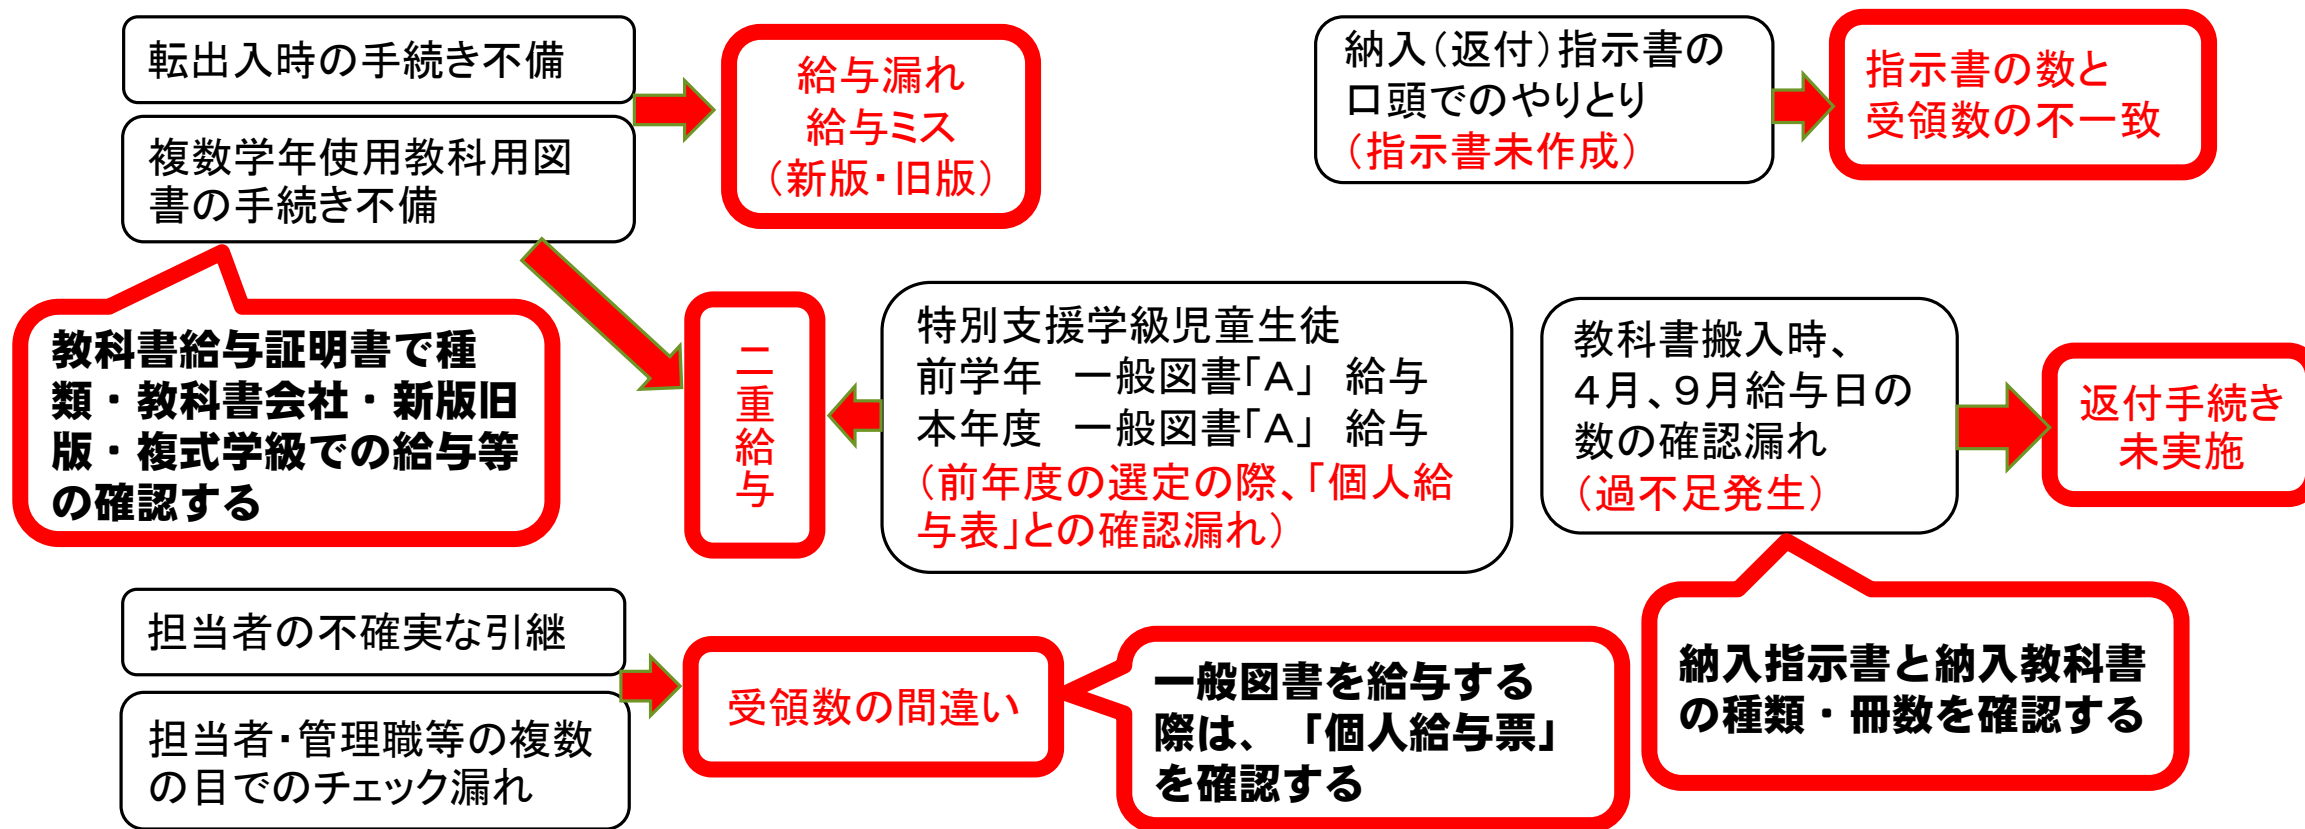 転出入時の手続き不備
複数学年使用教科用図
書の手続き不備
給与漏れ
給与ミス
（新版・旧版）
納入（返付）指示書の
口頭でのやりとり
（指示書未作成）
指示書の数と
受領数の不一致
教科書給与証明書で種
類・教科書会社・新版旧
版・複式学級での給与等
の確認する
二重給与
特別支援学級児童生徒
前学年　一般図書「Ａ」　給与
本年度　一般図書「Ａ」　給与
（前年度の選定の際、「個人給
与表」との確認漏れ）
教科書搬入時、
４月、９月給与日の
数の確認漏れ
（過不足発生）
返付手続き
未実施
担当者の不確実な引継
担当者・管理職等の複数
の目でのチェック漏れ
受領数の間違い
一般図書を給与する
際は、「個人給与票」
を確認する
納入指示書と納入教科書
の種類・冊数を確認する